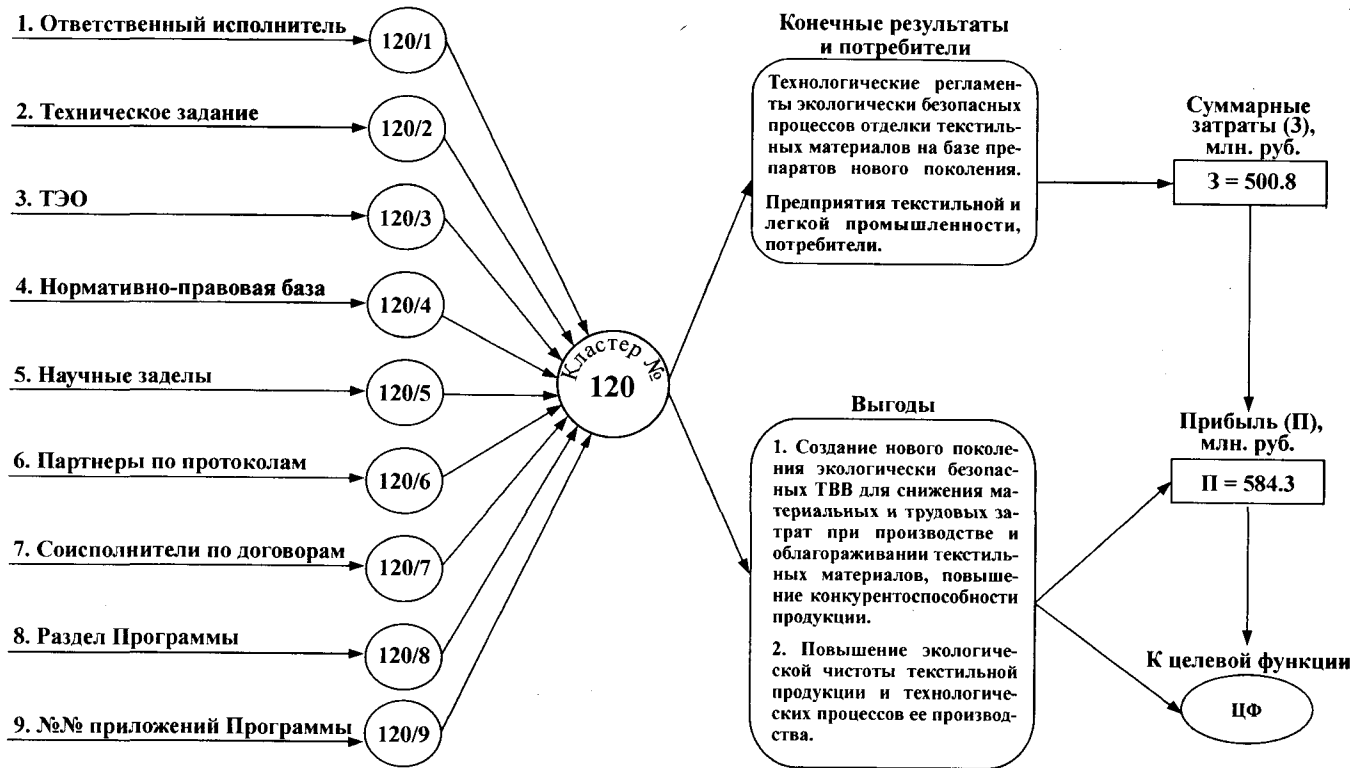 1. Ответственный исполнитель
120/1
2. Техническое задание
120/2
3. ТЭО
120/3
4. Нормативно-правовая база
120/4
5. Научные заделы
120/5
6. Партнеры по протоколам
120/6
7. Соисполнители по договорам
120/7
8. Раздел Программы
120/8
9. №№ приложений Программы
120/9
Кластер №
120
Конечные результаты
и потребители
Технологические регламен-
ты экологически безопасных
процессов отделки текстиль-
ных материалов на базе пре-
паратов нового поколения.
Предприятия текстильной и
легкой промышленности,
потребители.
Выгоды
1. Создание нового поколе-
ния экологически безопас-
ных ТВВ для снижения ма-
териальных и трудовых за-
трат при производстве и
облагораживании текстиль-
ных материалов, повыше-
ние конкурентоспособности
продукции.
2. Повышение экологиче-
ской чистоты текстильной
продукции и технологиче-
ских процессов ее производ-
ства.
Суммарные
затраты (З),
млн. руб.
З = 500.8
Прибыль (П),
млн. руб.
П = 584.3
К целевой функции
ЦФ